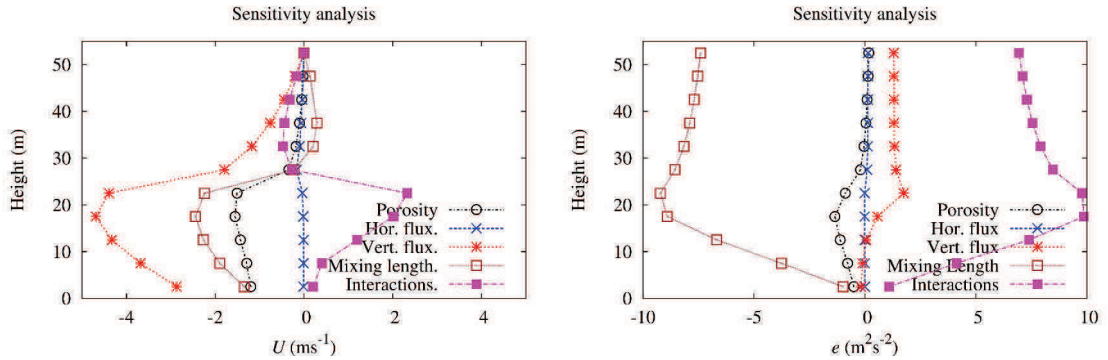 Sensitivity analysis
50
40
30
20
10
0
Height (m)
Porosity
Hor. flux.
Vert. flux.
Mixing length.
Interactions.
-4 -2 0 2 4
U (ms⁻¹)
Sensitivity analysis
50
40
30
20
10
0
Height (m)
Porosity
Hor. flux
Vert. flux
Mixing Length
Interactions
-10 -5 0 5 10
e (m²s⁻²)